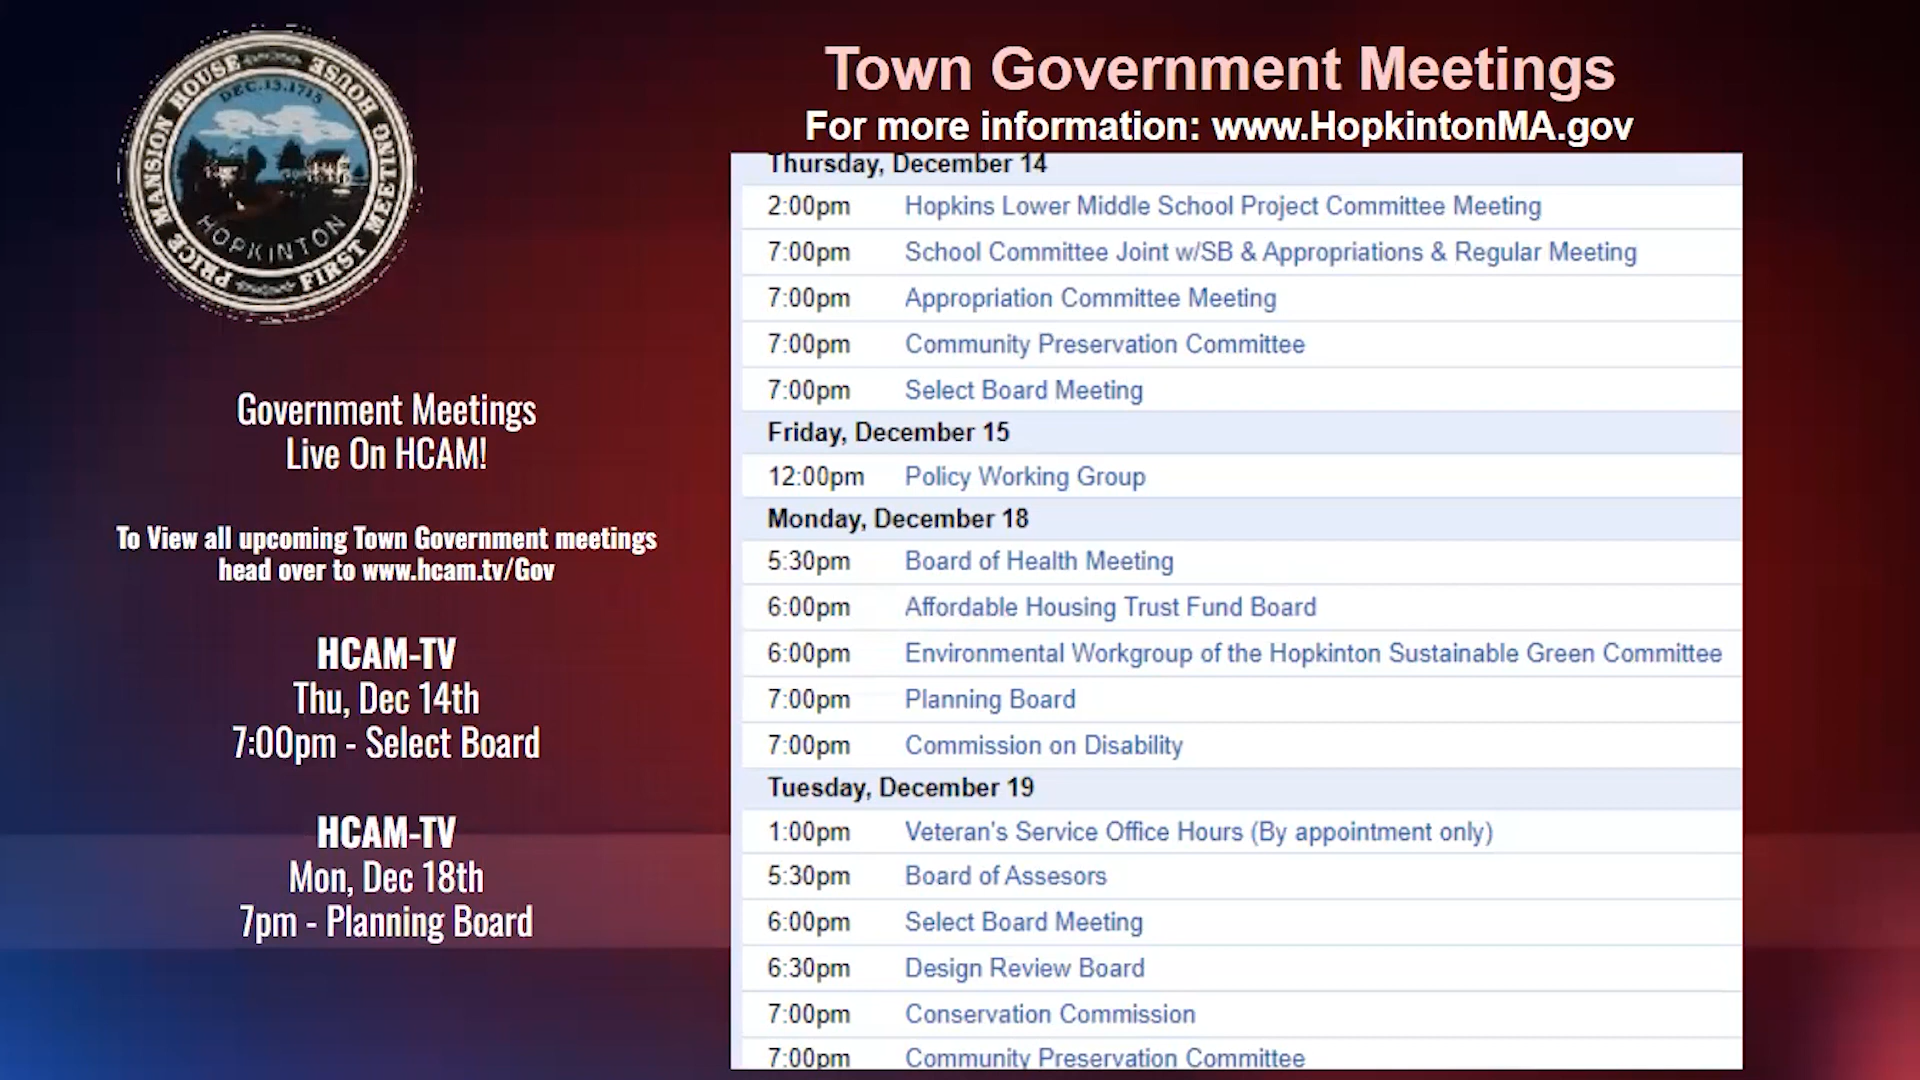 PRICE MANSION HOUSE
FIRST MEETING HOUSE
DEC. 13. 1715
HOPKINTON
Government Meetings
Live On HCAM!
To View all upcoming Town Government meetings
head over to www.hcam.tv/Gov
HCAM-TV
Thu, Dec 14th
7:00pm - Select Board
HCAM-TV
Mon, Dec 18th
7pm - Planning Board
Town Government Meetings
For more information: www.HopkintonMA.gov
Thursday, December 14
2:00pm Hopkins Lower Middle School Project Committee Meeting
7:00pm School Committee Joint w/SB & Appropriations & Regular Meeting
7:00pm Appropriation Committee Meeting
7:00pm Community Preservation Committee
7:00pm Select Board Meeting
Friday, December 15
12:00pm Policy Working Group
Monday, December 18
5:30pm Board of Health Meeting
6:00pm Affordable Housing Trust Fund Board
6:00pm Environmental Workgroup of the Hopkinton Sustainable Green Committee
7:00pm Planning Board
7:00pm Commission on Disability
Tuesday, December 19
1:00pm Veteran's Service Office Hours (By appointment only)
5:30pm Board of Assesors
6:00pm Select Board Meeting
6:30pm Design Review Board
7:00pm Conservation Commission
7:00pm Community Preservation Committee